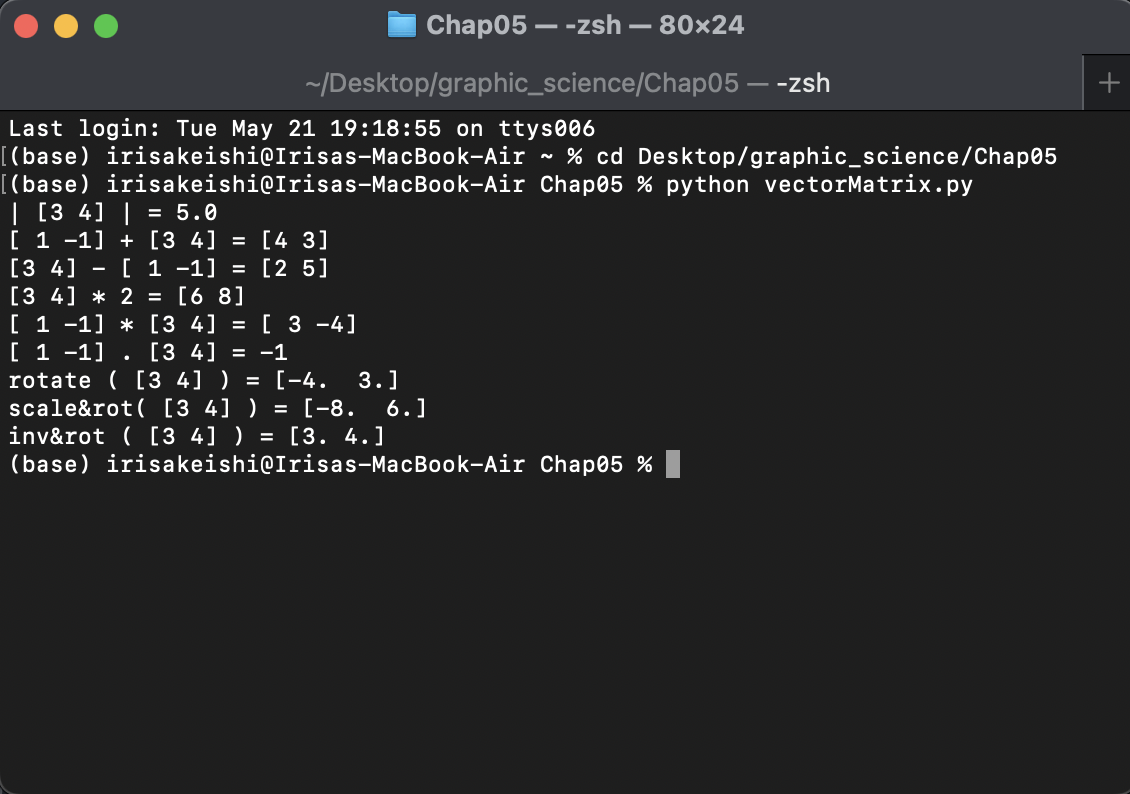 Chap05 — -zsh — 80×24
~/Desktop/graphic_science/Chap05 — -zsh +
Last login: Tue May 21 19:18:55 on ttys006
[(base) irisakeishi@Irisas-MacBook-Air ~ % cd Desktop/graphic_science/Chap05
[(base) irisakeishi@Irisas-MacBook-Air Chap05 % python vectorMatrix.py
| [3 4] | = 5.0
[ 1 -1] + [3 4] = [4 3]
[3 4] - [ 1 -1] = [2 5]
[3 4] * 2 = [6 8]
[ 1 -1] * [3 4] = [ 3 -4]
[ 1 -1] . [3 4] = -1
rotate ( [3 4] ) = [-4.  3.]
scale&rot( [3 4] ) = [-8.  6.]
inv&rot ( [3 4] ) = [3. 4.]
(base) irisakeishi@Irisas-MacBook-Air Chap05 %